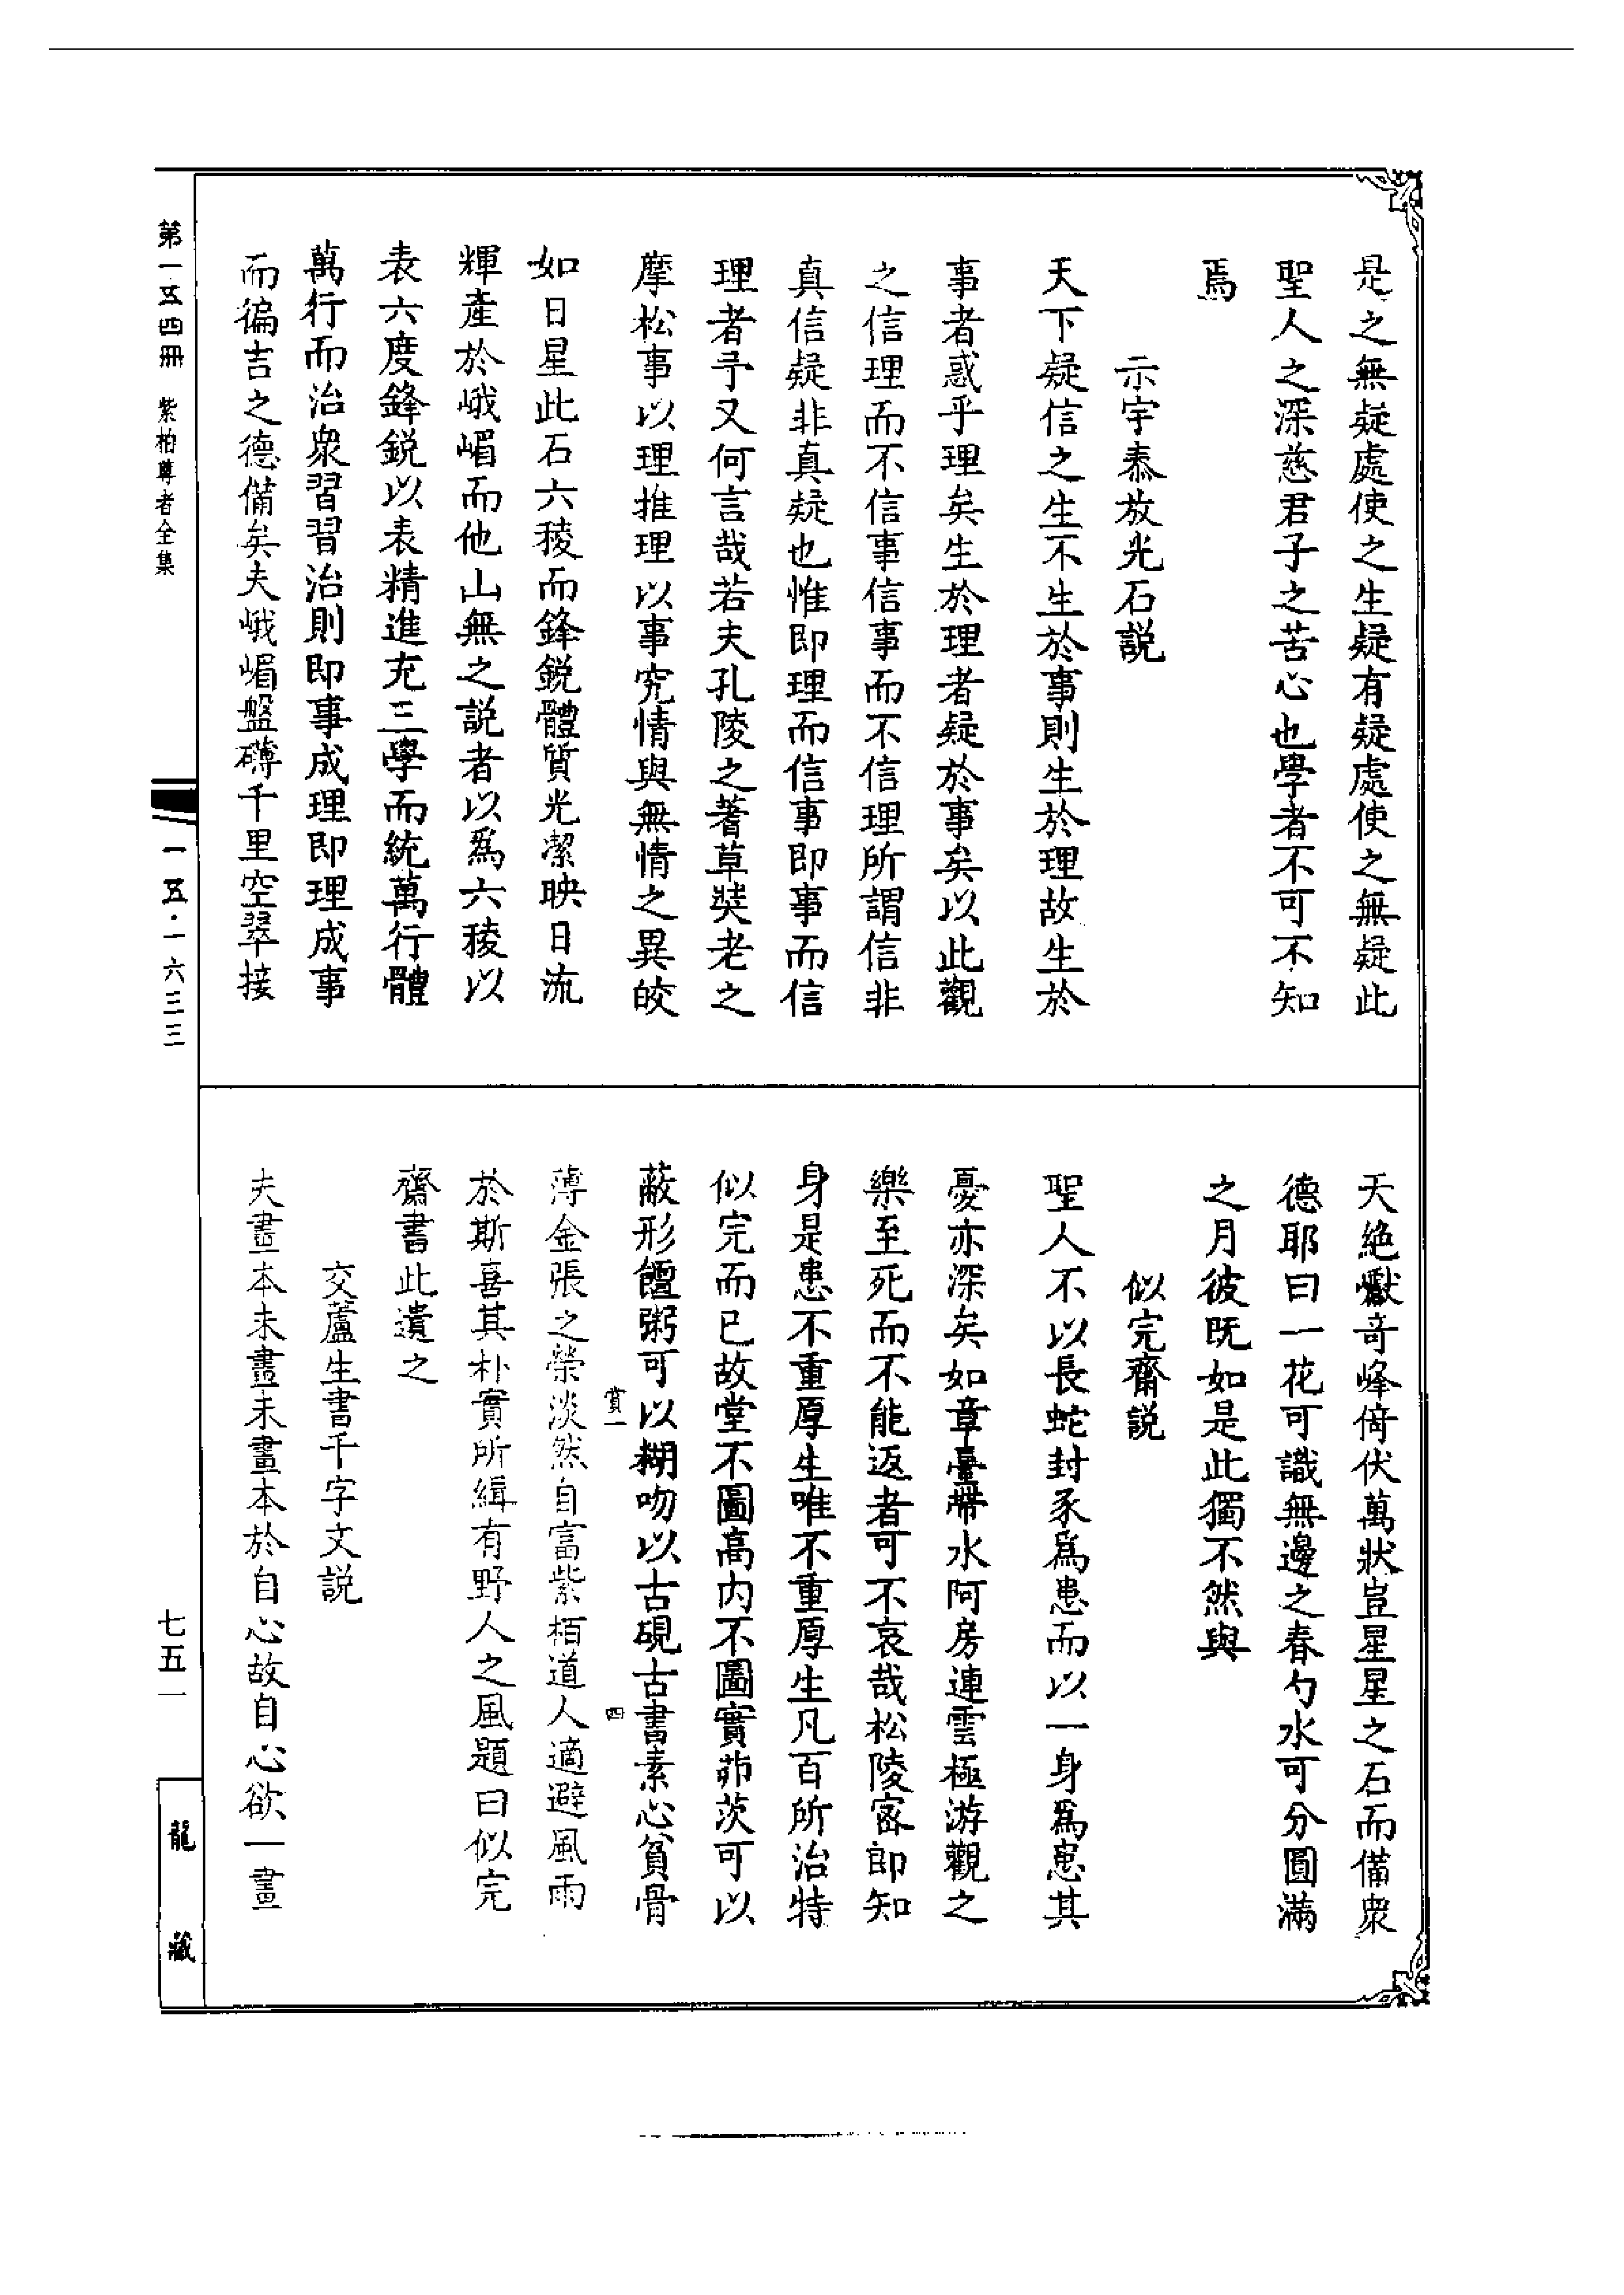 是之無疑處使之生疑有疑處使之無疑此
聖人之深慈君子之苦心也學者不可不知
焉
示宇泰放光石説
天下疑信之生不生於事則生於理故生於
事者惑乎理矣生於理者疑於事矣以此觀
之信理而不信事信事而不信理所謂信非
真信疑非真疑也惟即理而信事即事而信
理者予又何言哉若夫孔陵之蓍草奘老之
摩松事以理推理以事究情與無情之異皎
如日星此石六稜而鋒鋭體質光潔映日流
輝產於峨嵋而他山無之説者以爲六稜以
表六度鋒鋭以表精進充三學而統萬行體
萬行而治衆習習治則即事成理即理成事
而徧吉之德備矣夫峨嵋盤礴千里空翠接
天絶巘奇峰倚伏萬狀豈星星之石而備衆
德耶曰一花可識無邊之春勺水可分圓滿
之月彼既如是此獨不然與
似完齋説
聖人不以長蛇封豕爲患而以一身爲患其
憂亦深矣如章臺帶水阿房連雲極游觀之
樂至死而不能返者可不哀哉松陵密郎知
身是患不重厚生唯不重厚生凡百所治特
似完而已故堂不圖高内不圖實茆茨可以
蔽形饘粥可以糊吻以古硯古書素心貧骨
薄金張之榮淡然自富紫栢道人適避風雨
於斯喜其朴實所緝有野人之風題曰似完
齋書此遺之
交蘆生書千字文説
夫畫本未畫未畫本於自心故自心欲一畫
賞一
四
第一五四冊 紫柏尊者全集
一五·一六三三
七五一
龍藏